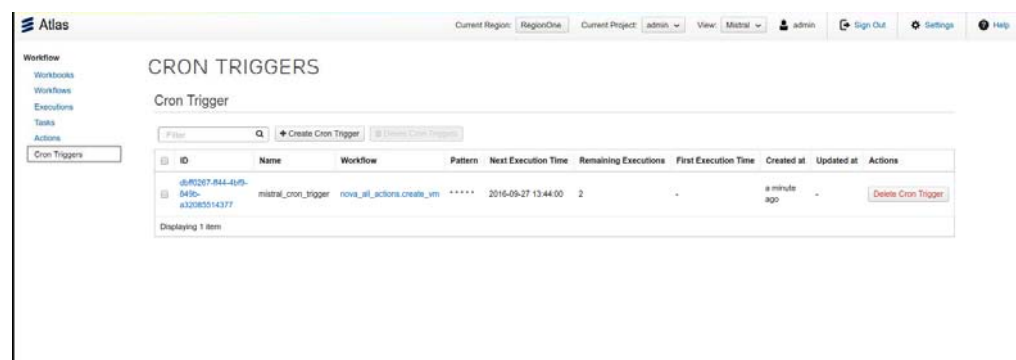 Atlas
Current Region: RegionOne Current Project: admin View: Mistral admin Sign Out Settings Help
Workflow
Workbooks
Workflows
Executions
Tasks
Actions
Cron Triggers
CRON TRIGGERS
Cron Trigger
Filter + Create Cron Trigger Delete Cron Triggers
ID Name Workflow Pattern Next Execution Time Remaining Executions First Execution Time Created at Updated at Actions
mistral_cron_trigger nova_all_actions.create_vm * * * * * 2016-09-27 13:44:00 2 - a minute ago - Delete Cron Trigger
849b-
a32085514377
Displaying 1 item